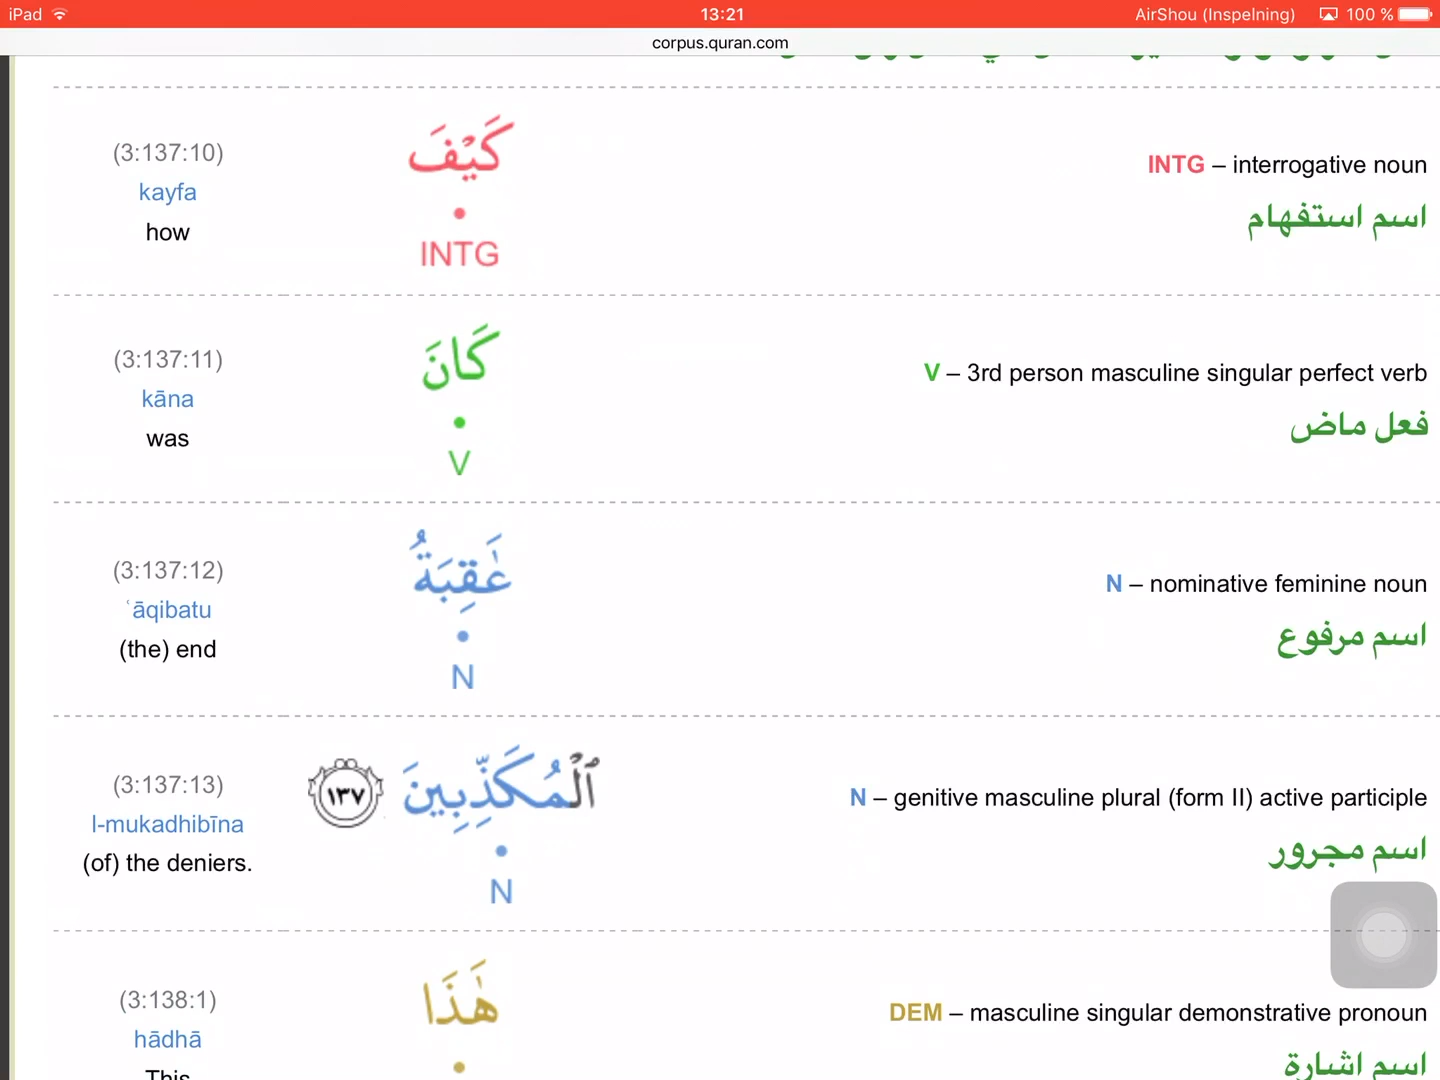 iPad 13:21 AirShou (Inspelning) 100 %
corpus.quran.com
(3:137:10)
kayfa
how
كَيْفَ
INTG
INTG – interrogative noun
اسم استفهام
(3:137:11)
kāna
was
كَانَ
V
V – 3rd person masculine singular perfect verb
فعل ماض
(3:137:12)
ʿāqibatu
(the) end
عَٰقِبَةُ
N
N – nominative feminine noun
اسم مرفوع
(3:137:13)
l-mukadhibīna
(of) the deniers.
ٱلْمُكَذِّبِينَ ١٣٧
N
N – genitive masculine plural (form II) active participle
اسم مجرور
(3:138:1)
hādhā
This
هَٰذَا
DEM – masculine singular demonstrative pronoun
اسم اشارة